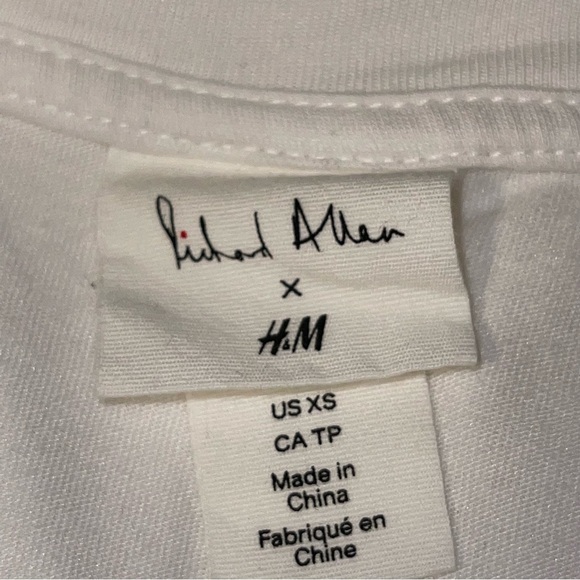 Richard Allan
x
H&M
US XS
CA TP
Made in
China
Fabriqué en
Chine